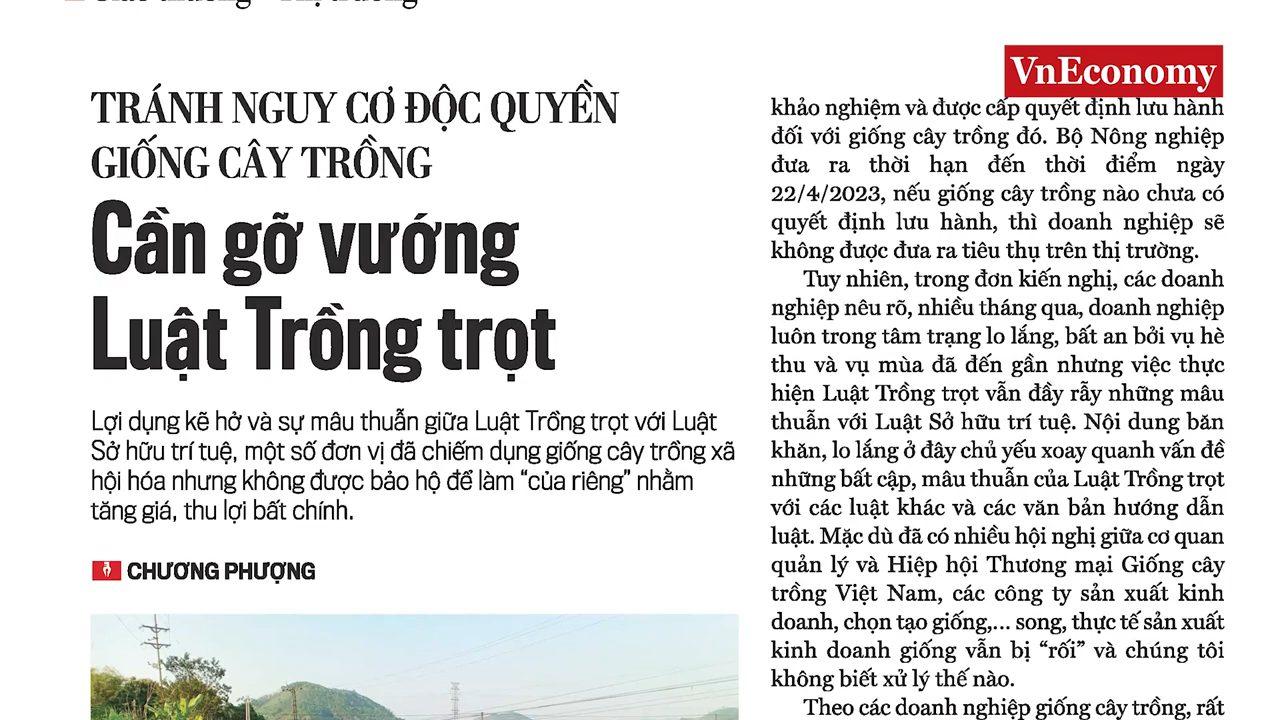 TRÁNH NGUY CƠ ĐỘC QUYỀN
GIỐNG CÂY TRỒNG
Cần gỡ vướng
Luật Trồng trọt
Lợi dụng kẽ hở và sự mâu thuẫn giữa Luật Trồng trọt với Luật
Sở hữu trí tuệ, một số đơn vị đã chiếm dụng giống cây trồng xã
hội hóa nhưng không được bảo hộ để làm “của riêng” nhằm
tăng giá, thu lợi bất chính.
CHƯƠNG PHƯỢNG
VnEconomy
khảo nghiệm và được cấp quyết định lưu hành
đối với giống cây trồng đó. Bộ Nông nghiệp
đưa ra thời hạn đến thời điểm ngày
22/4/2023, nếu giống cây trồng nào chưa có
quyết định lưu hành, thì doanh nghiệp sẽ
không được đưa ra tiêu thụ trên thị trường.
Tuy nhiên, trong đơn kiến nghị, các doanh
nghiệp nêu rõ, nhiều tháng qua, doanh nghiệp
luôn trong tâm trạng lo lắng, bất an bởi vụ hè
thu và vụ mùa đã đến gần nhưng việc thực
hiện Luật Trồng trọt vẫn đầy rẫy những mâu
thuẫn với Luật Sở hữu trí tuệ. Nội dung băn
khăn, lo lắng ở đây chủ yếu xoay quanh vấn đề
những bất cập, mâu thuẫn của Luật Trồng trọt
với các luật khác và các văn bản hướng dẫn
luật. Mặc dù đã có nhiều hội nghị giữa cơ quan
quản lý và Hiệp hội Thương mại Giống cây
trồng Việt Nam, các công ty sản xuất kinh
doanh, chọn tạo giống,... song, thực tế sản xuất
kinh doanh giống vẫn bị “rối” và chúng tôi
không biết xử lý thế nào.
Theo các doanh nghiệp giống cây trồng, rất